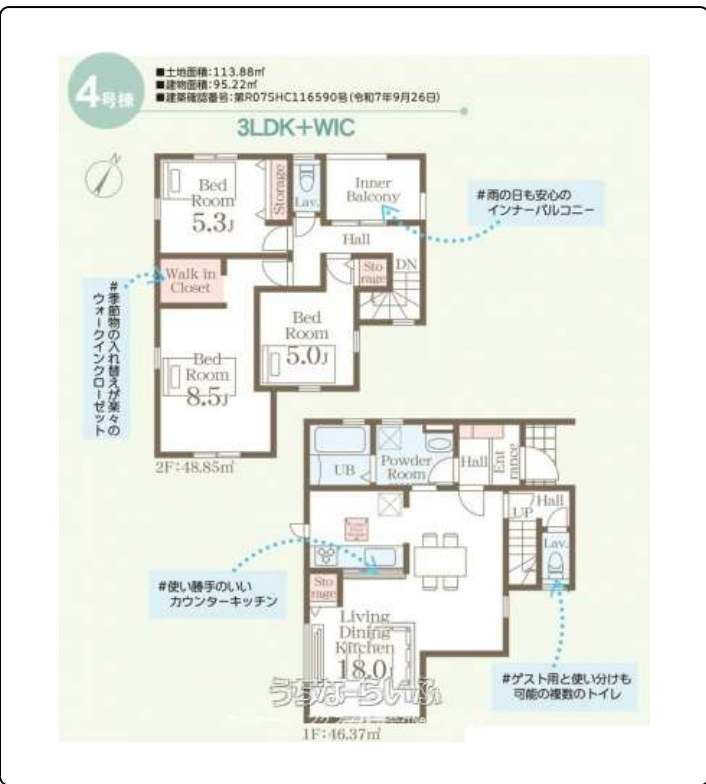 4号棟
■土地面積:113.88㎡
■建物面積:95.22㎡
■建築確認番号:第R07SHC116590号(令和7年9月26日)
3LDK+WIC
N
Bed
Room
5.3J
Storage
Lav.
Inner
Balcony
#雨の日も安心の
インナーバルコニー
Hall
Walk in
Closet
Sto
rage
DN
#季節物の入れ替えが楽々の
ウォークインクローゼット
Bed
Room
5.0J
Bed
Room
8.5J
2F:48.85㎡
UB
Powder
Room
Hall
Ent
rance
UP
Hall
Lav.
#使い勝手のいい
カウンターキッチン
Sto
rage
Living
Dining
Kitchen
18.0J
#ゲスト用と使い分けも
可能の複数のトイレ
うちなーらいふ
1F:46.37㎡